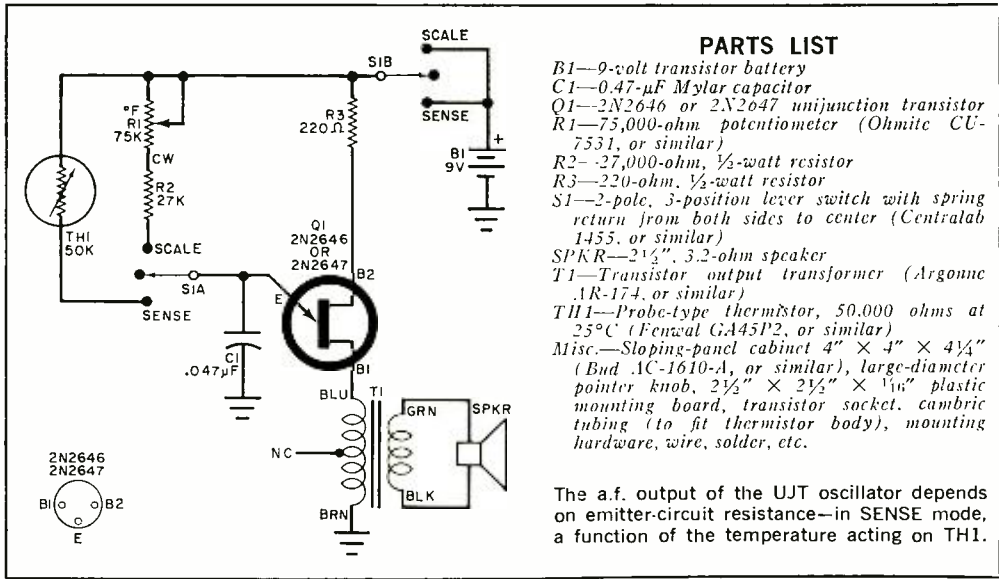 SCALE
S1B
SENSE
°F
R1
75K
CW
R2
27K
R3
220Ω
B1
9V
+
TH1
50K
SCALE
S1A
SENSE
Q1
2N2646
OR
2N2647
B2
E
B1
C1
.047µF
BLU
T1
GRN
SPKR
NC
BLK
BRN
2N2646
2N2647
B1
B2
E
PARTS LIST
B1—9-volt transistor battery
C1—0.47-µF Mylar capacitor
Q1—2N2646 or 2N2647 unijunction transistor
R1—75,000-ohm potentiometer (Ohmite CU-
7531, or similar)
R2—27,000-ohm, ½-watt resistor
R3—220-ohm, ½-watt resistor
S1—2-pole, 3-position lever switch with spring
return from both sides to center (Centralab
1455, or similar)
SPKR—2½", 3.2-ohm speaker
T1—Transistor output transformer (Argonne
AR-174, or similar)
TH1—Probe-type thermistor, 50,000 ohms at
25°C (Fenwal GA45P2, or similar)
Misc.—Sloping-panel cabinet 4" × 4" × 4¼"
(Bud AC-1610-A, or similar), large-diameter
pointer knob, 2½" × 2½" × 1/16" plastic
mounting board, transistor socket, cambric
tubing (to fit thermistor body), mounting
hardware, wire, solder, etc.
The a.f. output of the UJT oscillator depends
on emitter-circuit resistance—in SENSE mode,
a function of the temperature acting on TH1.